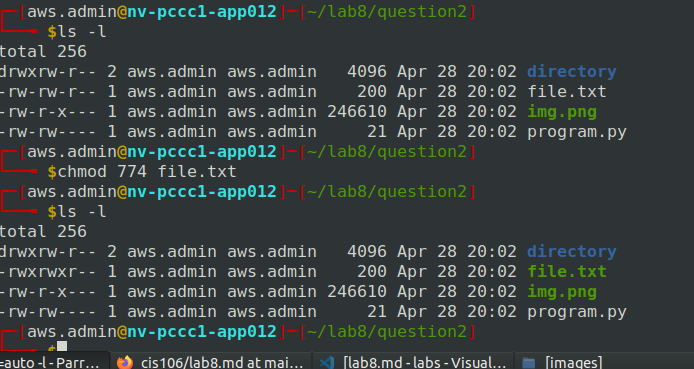 ┌─[aws.admin@nv-pccc1-app012]─[~/lab8/question2]
└──╼ $ls -l
total 256
drwxrw-r-- 2 aws.admin aws.admin   4096 Apr 28 20:02 directory
-rw-rw-r-- 1 aws.admin aws.admin    200 Apr 28 20:02 file.txt
-rw-r-x--- 1 aws.admin aws.admin 246610 Apr 28 20:02 img.png
-rw-rw---- 1 aws.admin aws.admin     21 Apr 28 20:02 program.py
┌─[aws.admin@nv-pccc1-app012]─[~/lab8/question2]
└──╼ $chmod 774 file.txt
┌─[aws.admin@nv-pccc1-app012]─[~/lab8/question2]
└──╼ $ls -l
total 256
drwxrw-r-- 2 aws.admin aws.admin   4096 Apr 28 20:02 directory
-rwxrwxr-- 1 aws.admin aws.admin    200 Apr 28 20:02 file.txt
-rw-r-x--- 1 aws.admin aws.admin 246610 Apr 28 20:02 img.png
-rw-rw---- 1 aws.admin aws.admin     21 Apr 28 20:02 program.py
┌─[aws.admin@nv-pccc1-app012]─[~/lab8/question2]
└──╼ $
=auto -l - Parr... cis106/lab8.md at mai... [lab8.md - labs - Visual... [images]